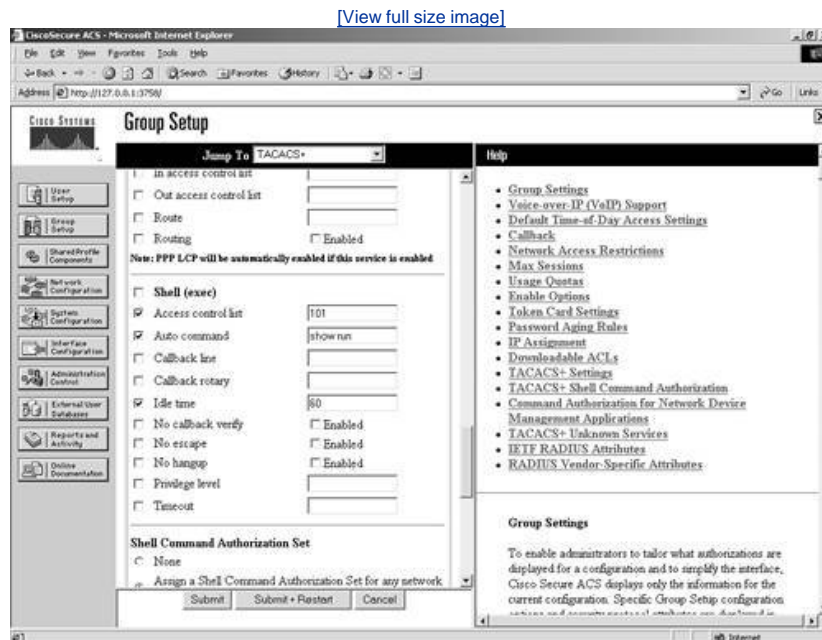 [View full size image]
CiscoSecure ACS - Microsoft Internet Explorer
File Edit View Favorites Tools Help
Back Search Favorites History
Address http://127.0.0.1:3758/ Go Links
CISCO SYSTEMS
Group Setup
Jump To TACACS+
Help
User Setup
Group Setup
Shared Profile Components
Network Configuration
System Configuration
Interface Configuration
Administration Control
External User Databases
Reports and Activity
Online Documentation
In access control list
Out access control list
Route
Routing Enabled
Note: PPP LCP will be automatically enabled if this service is enabled
Shell (exec)
Access control list 101
Auto command show run
Callback line
Callback rotary
Idle time 60
No callback verify Enabled
No escape Enabled
No hangup Enabled
Privilege level
Timeout
Shell Command Authorization Set
None
Assign a Shell Command Authorization Set for any network
Submit Submit + Restart Cancel
Group Settings
Voice-over-IP (VoIP) Support
Default Time-of-Day Access Settings
Callback
Network Access Restrictions
Max Sessions
Usage Quotas
Enable Options
Token Card Settings
Password Aging Rules
IP Assignment
Downloadable ACLs
TACACS+ Settings
TACACS+ Shell Command Authorization
Command Authorization for Network Device
Management Applications
TACACS+ Unknown Services
IETF RADIUS Attributes
RADIUS Vendor-Specific Attributes
Group Settings
To enable administrators to tailor what authorizations are
displayed for a configuration and to simplify the interface,
Cisco Secure ACS displays only the information for the
current configuration. Specific Group Setup configuration
Internet